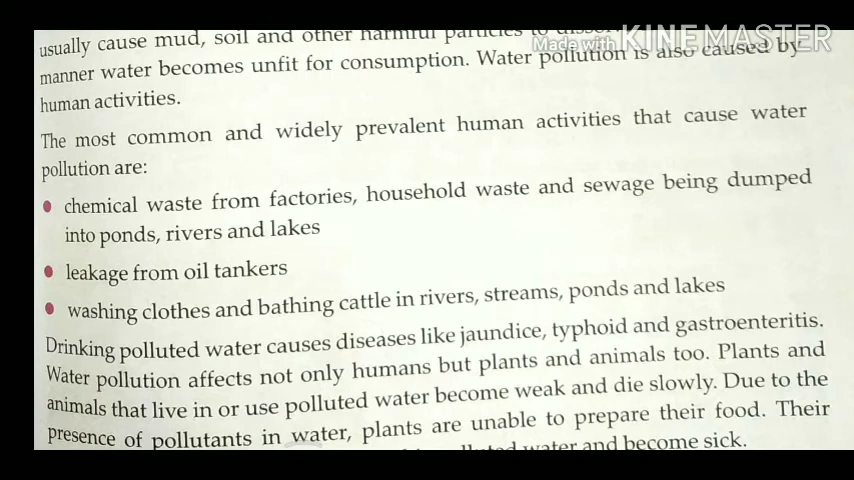 usually cause mud, soil and other harmful particles to
Made with KINEMASTER
manner water becomes unfit for consumption. Water pollution is also caused by
human activities.
The most common and widely prevalent human activities that cause water
pollution are:
chemical waste from factories, household waste and sewage being dumped
into ponds, rivers and lakes
leakage from oil tankers
washing clothes and bathing cattle in rivers, streams, ponds and lakes
Drinking polluted water causes diseases like jaundice, typhoid and gastroenteritis.
Water pollution affects not only humans but plants and animals too. Plants and
animals that live in or use polluted water become weak and die slowly. Due to the
presence of pollutants in water, plants are unable to prepare their food. Their
polluted water and become sick.